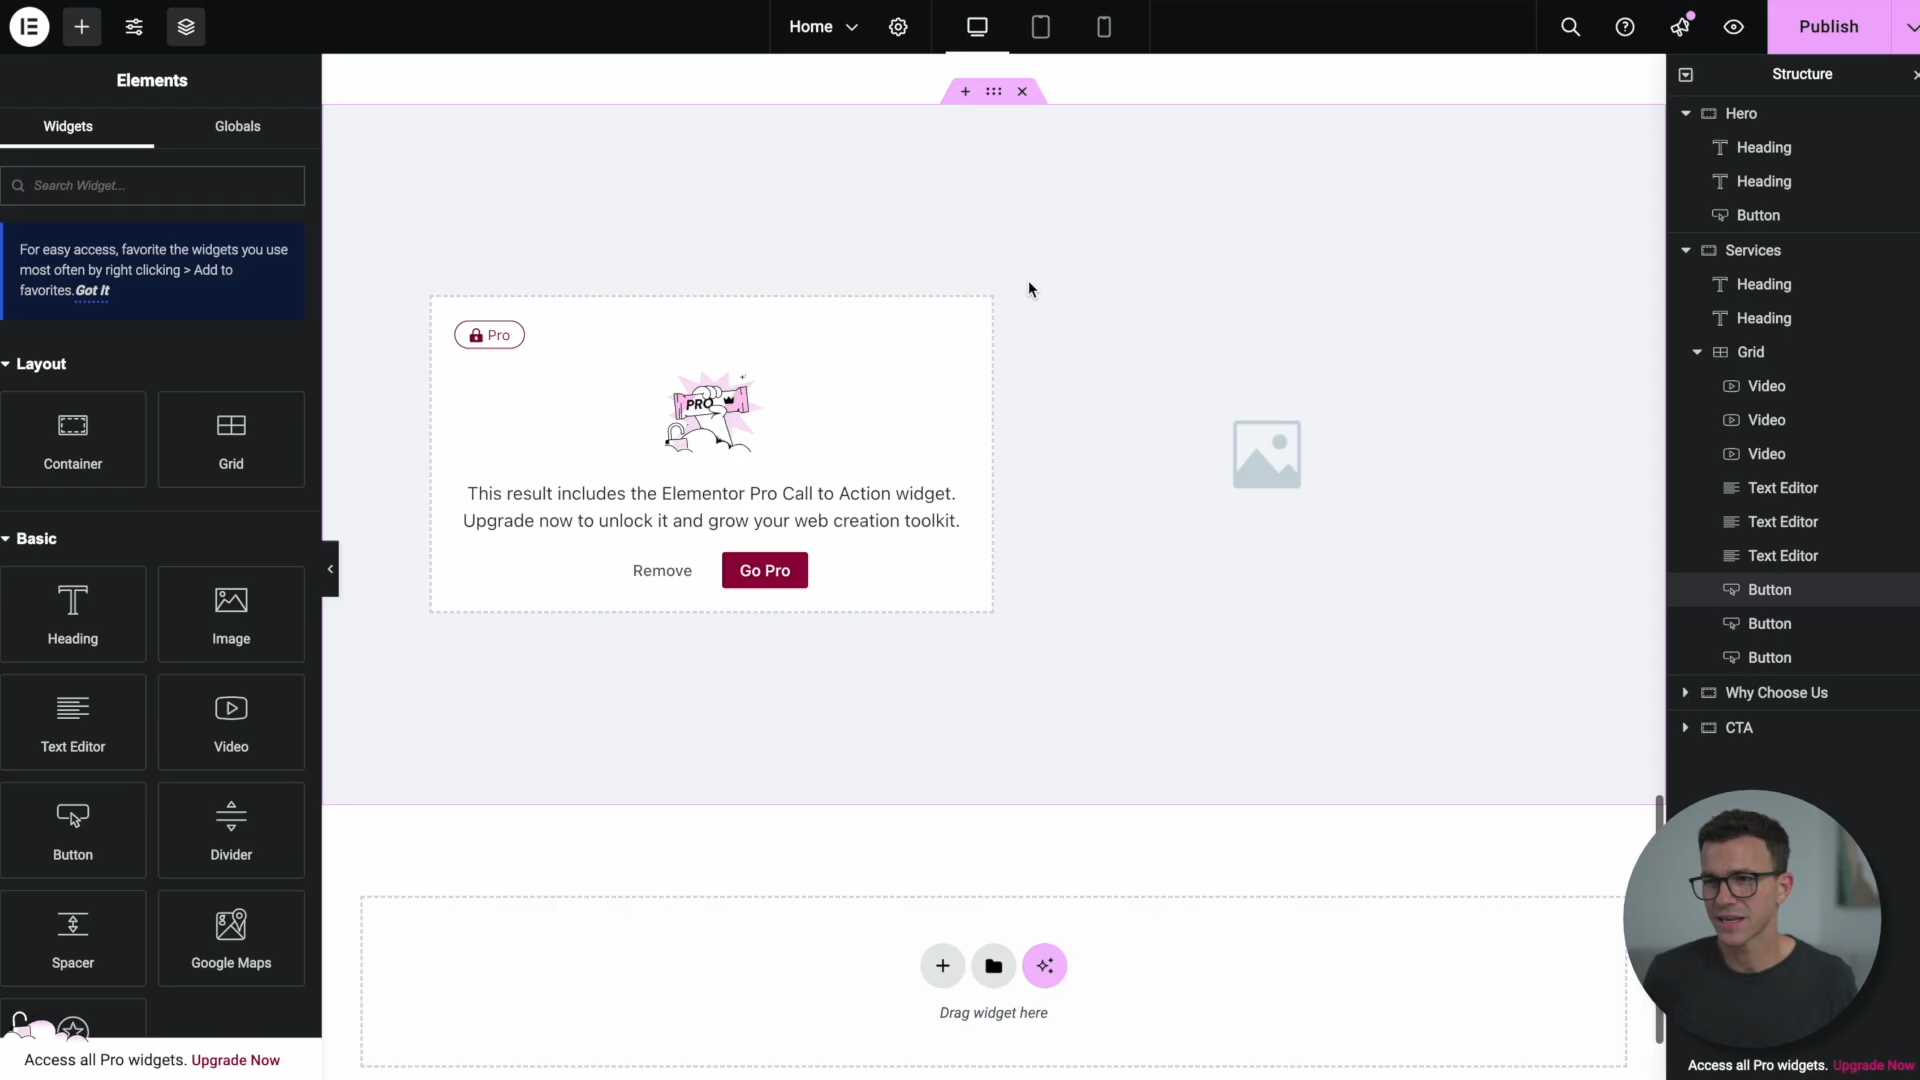 Home
Publish
Elements
Widgets
Globals
Search Widget...
For easy access, favorite the widgets you use
most often by right clicking > Add to
favorites. Got It
Layout
Container
Grid
Basic
Heading
Image
Text Editor
Video
Button
Divider
Spacer
Google Maps
Access all Pro widgets. Upgrade Now
Pro
PRO
This result includes the Elementor Pro Call to Action widget.
Upgrade now to unlock it and grow your web creation toolkit.
Remove
Go Pro
Drag widget here
Structure
Hero
Heading
Heading
Button
Services
Heading
Heading
Grid
Video
Video
Video
Text Editor
Text Editor
Text Editor
Button
Button
Button
Why Choose Us
CTA
Access all Pro widgets. Upgrade Now